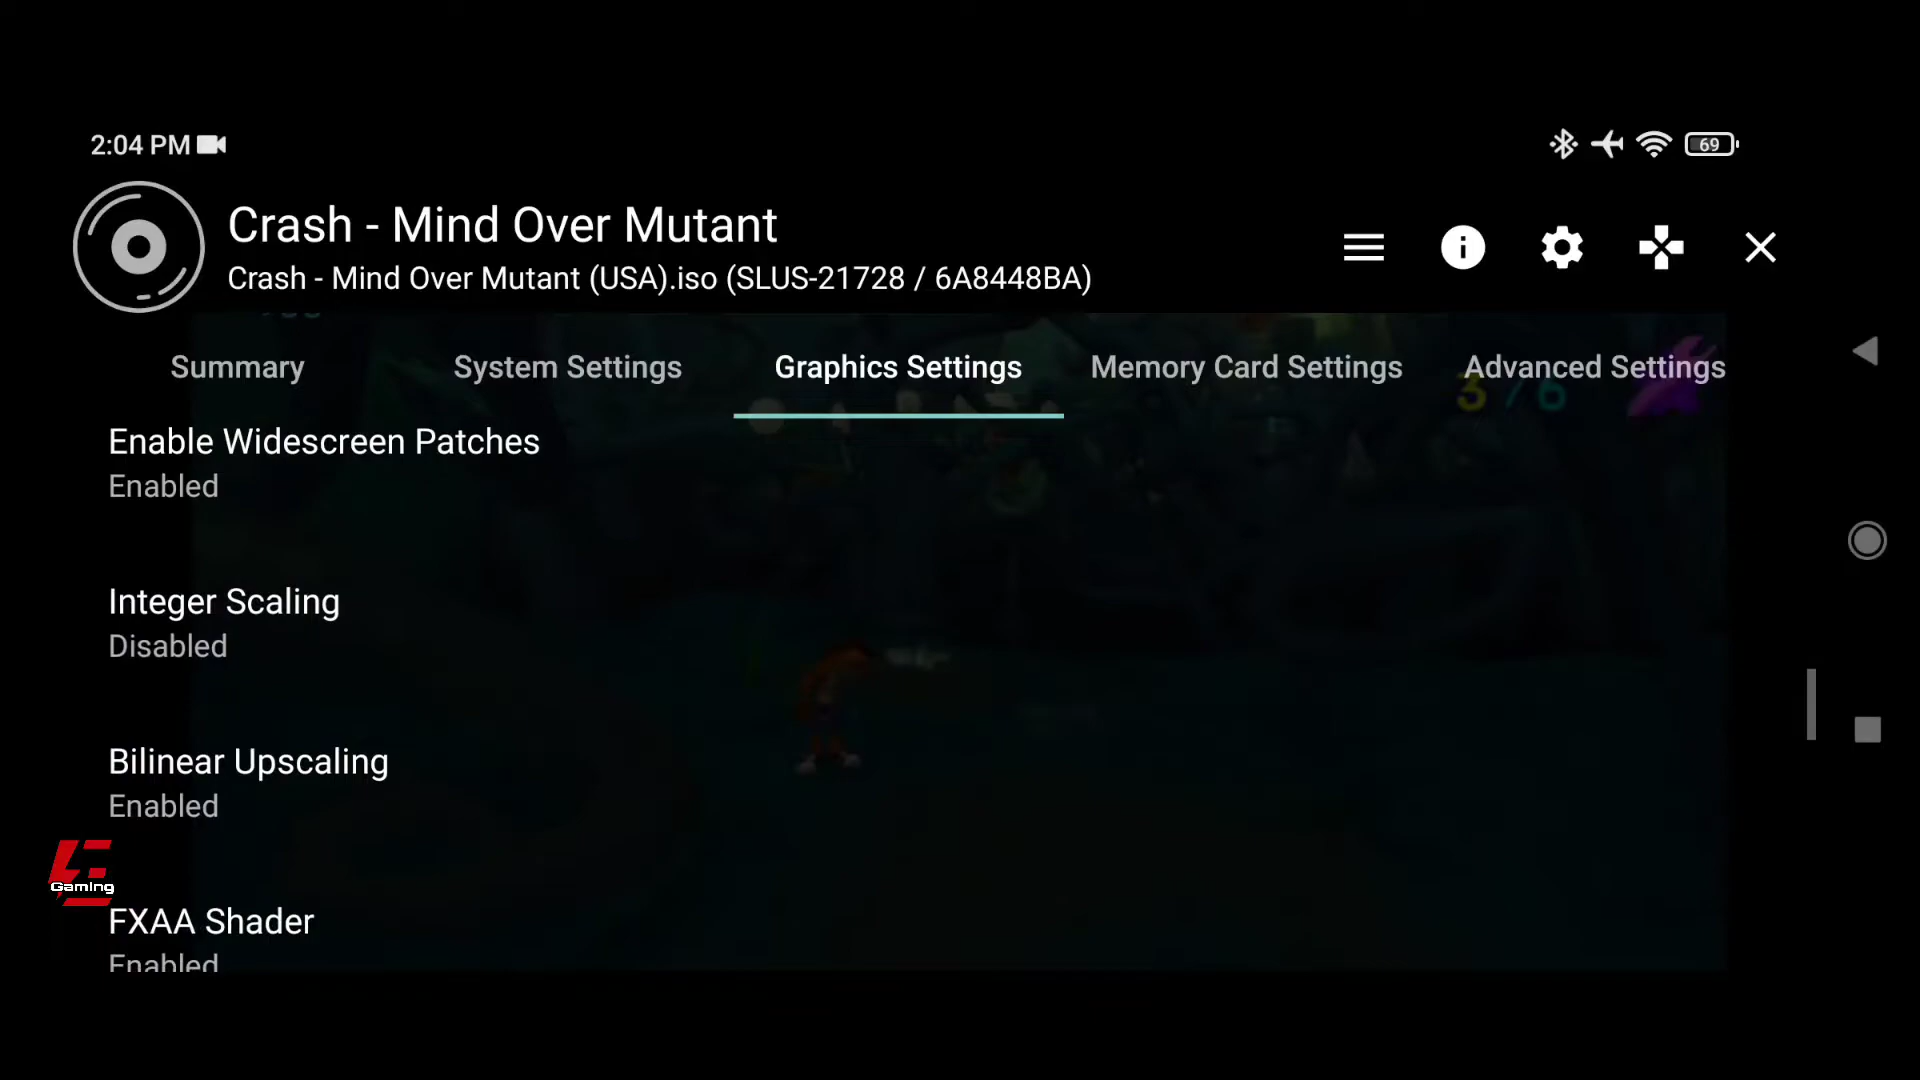 2:04 PM
69
Crash - Mind Over Mutant
Crash - Mind Over Mutant (USA).iso (SLUS-21728 / 6A8448BA)
Summary
System Settings
Graphics Settings
Memory Card Settings
Advanced Settings
3 / 6
Enable Widescreen Patches
Enabled
Integer Scaling
Disabled
Bilinear Upscaling
Enabled
Gaming
FXAA Shader
Enabled